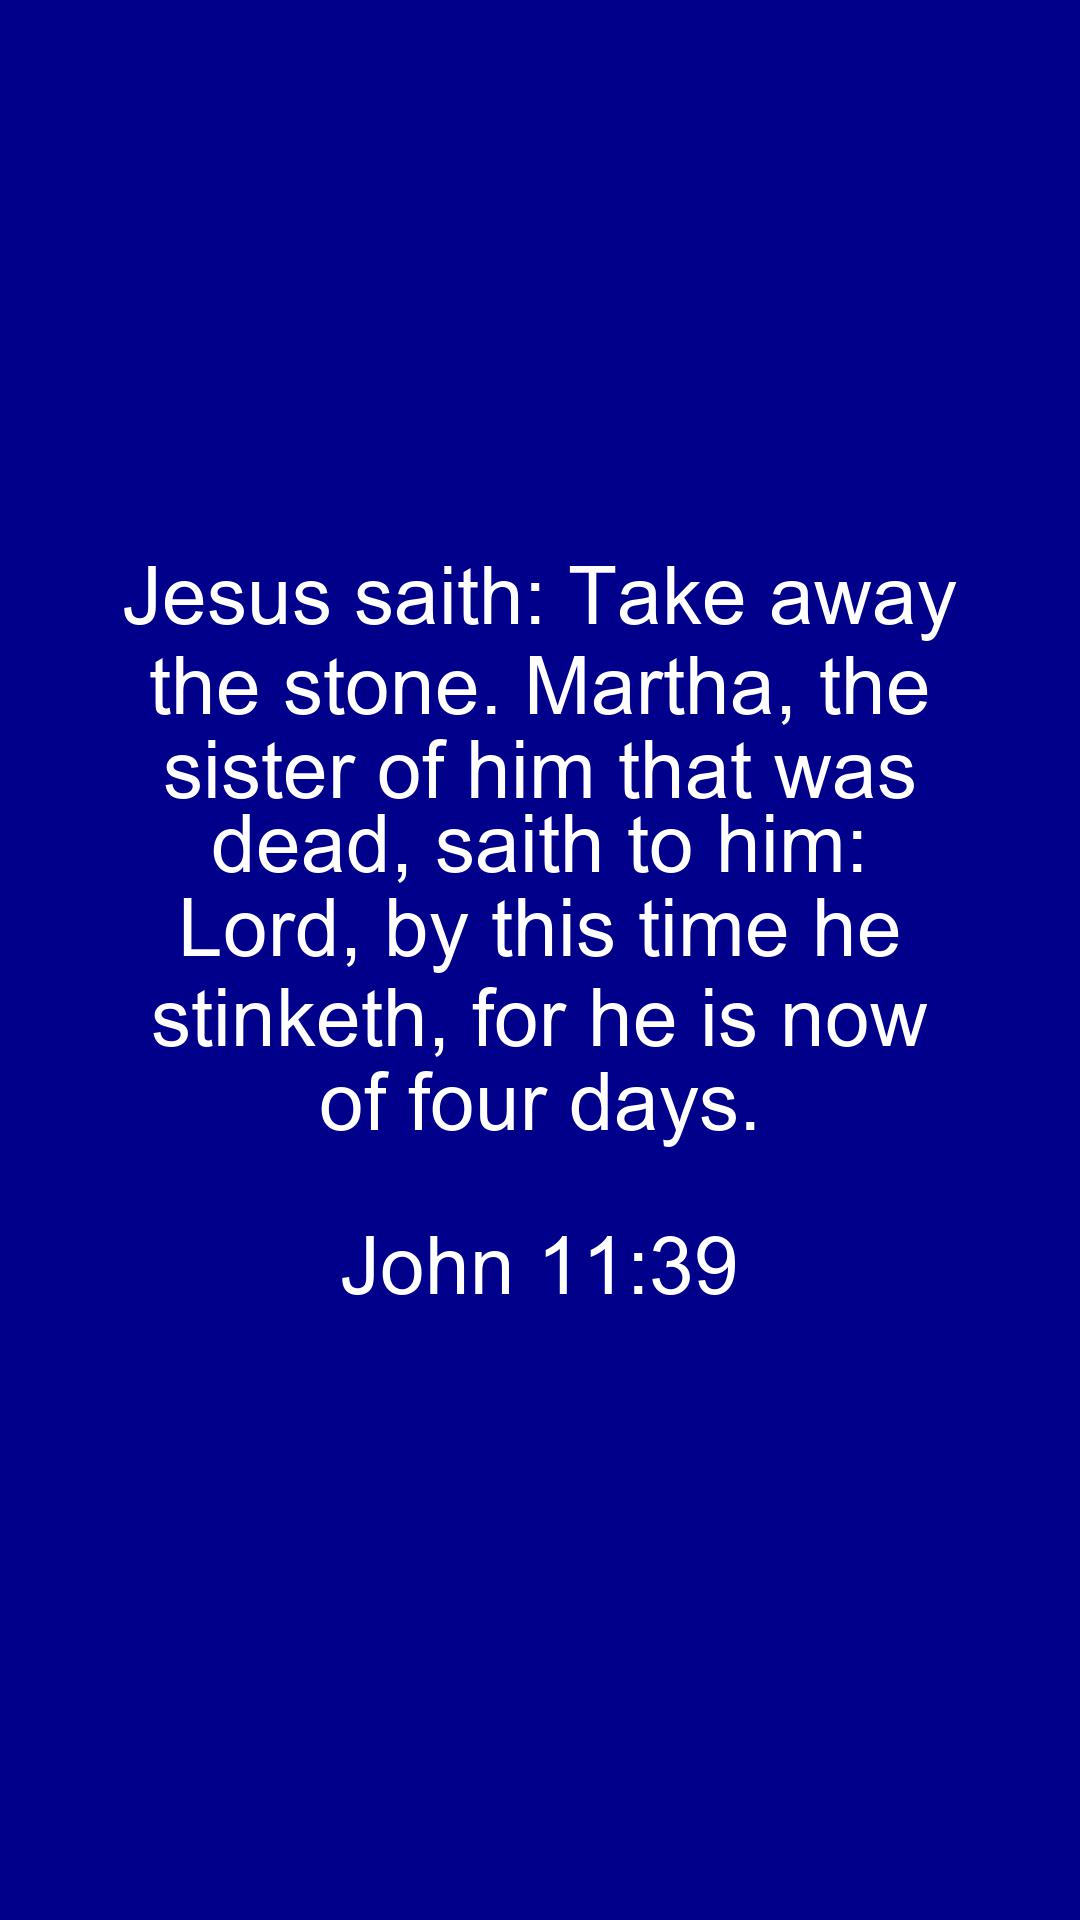 Jesus saith: Take away
the stone. Martha, the
sister of him that was
dead, saith to him:
Lord, by this time he
stinketh, for he is now
of four days.
John 11:39